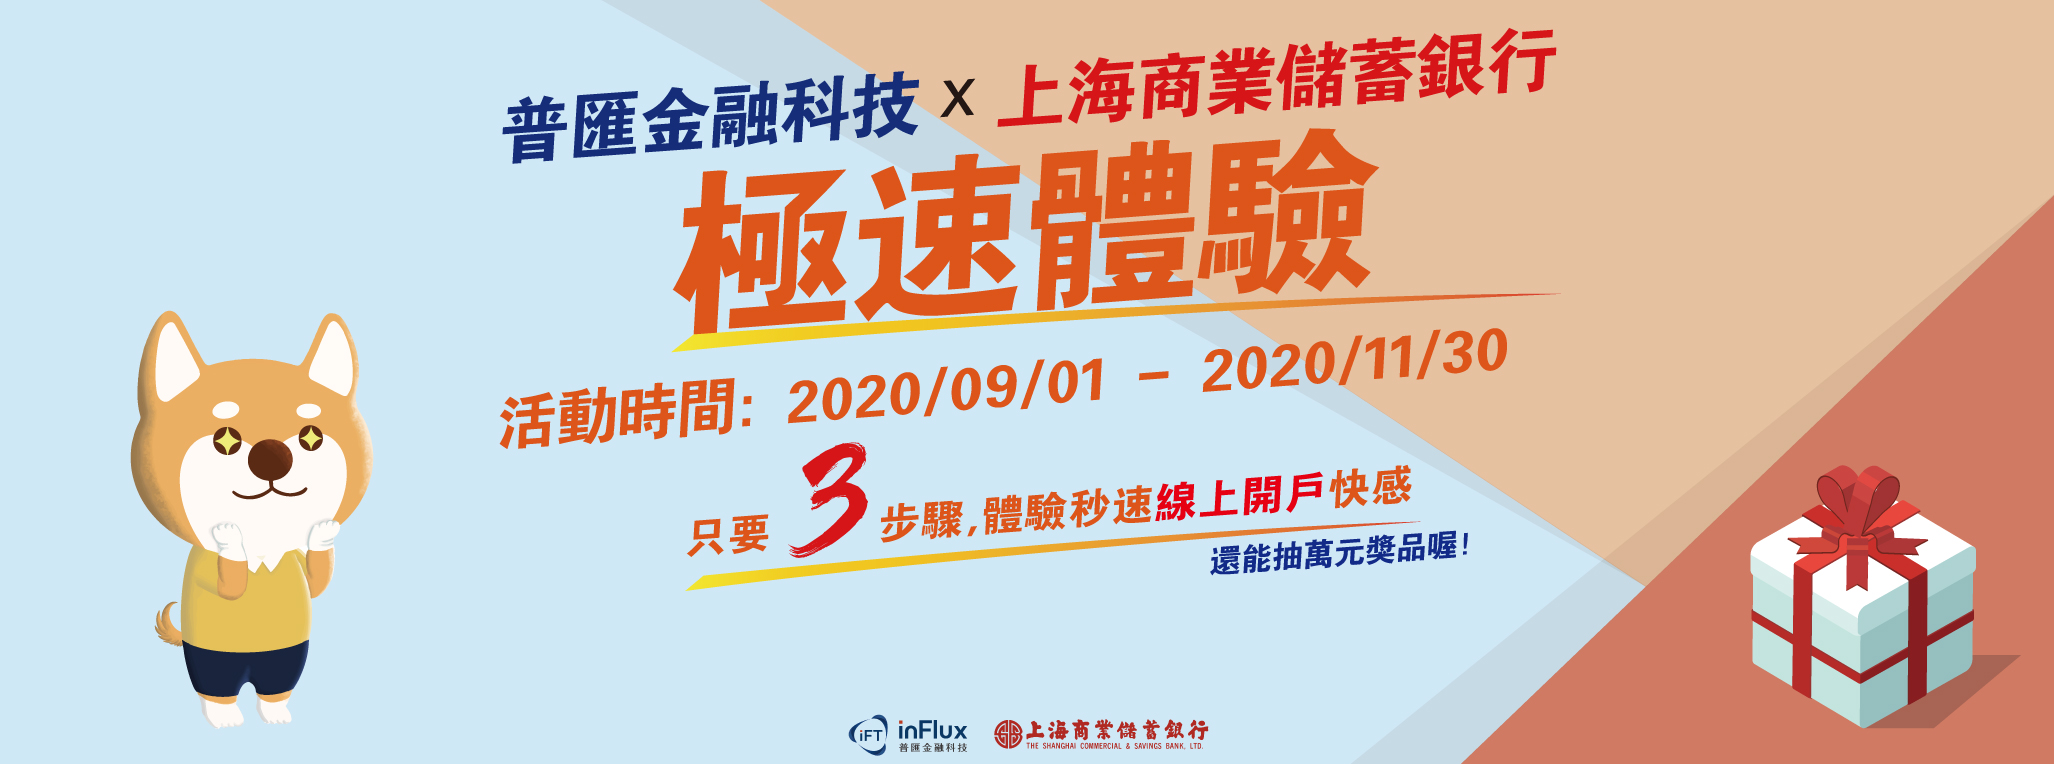 普匯金融科技 x 上海商業儲蓄銀行
極速體驗
活動時間: 2020/09/01 – 2020/11/30
只要 3 步驟,體驗秒速線上開戶快感
還能抽萬元獎品喔!
iFT inFlux 普匯金融科技
上海商業儲蓄銀行
THE SHANGHAI COMMERCIAL & SAVINGS BANK, LTD.